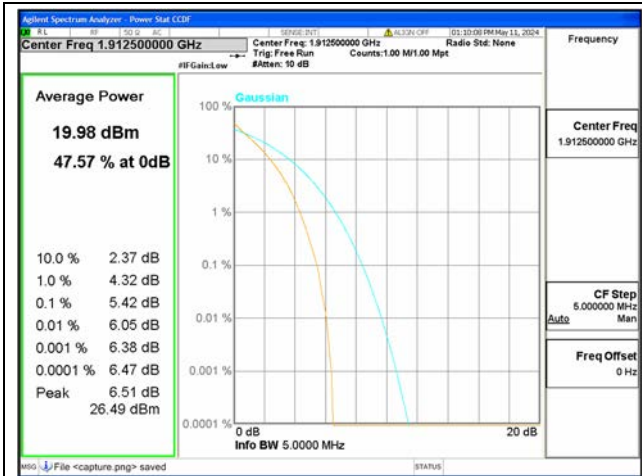 Agilent Spectrum Analyzer - Power Stat CCDF
RL RF 50 Ω AC SENSE:INT ALIGN OFF 01:10:08 PM May 11, 2024
Center Freq 1.912500000 GHz
Center Freq: 1.912500000 GHz Radio Std: None
Trig: Free Run Counts:1.00 M/1.00 Mpt
#IFGain:Low #Atten: 10 dB
Frequency
Average Power
19.98 dBm
47.57 % at 0dB
10.0 % 2.37 dB
1.0 % 4.32 dB
0.1 % 5.42 dB
0.01 % 6.05 dB
0.001 % 6.38 dB
0.0001 % 6.47 dB
Peak 6.51 dB
26.49 dBm
Gaussian
100 %
10 %
1 %
0.1 %
0.01 %
0.001 %
0.0001 %
0 dB 20 dB
Info BW 5.0000 MHz
Center Freq
1.912500000 GHz
CF Step
5.000000 MHz
Auto Man
Freq Offset
0 Hz
MSG File <capture.png> saved STATUS